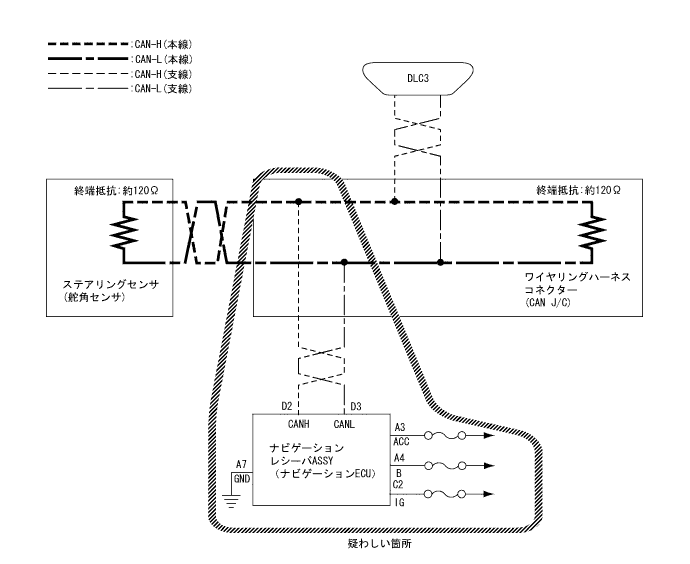 :CAN-H(本線)
:CAN-L(本線)
:CAN-H(支線)
:CAN-L(支線)
DLC3
終端抵抗:約120Ω
終端抵抗:約120Ω
ステアリングセンサ
(舵角センサ)
ワイヤリングハーネス
コネクター
(CAN J/C)
D2
D3
CANH
CANL
ナビゲーション
レシーバASSY
(ナビゲーションECU)
A7
GND
A3
ACC
A4
B
C2
IG
疑わしい箇所